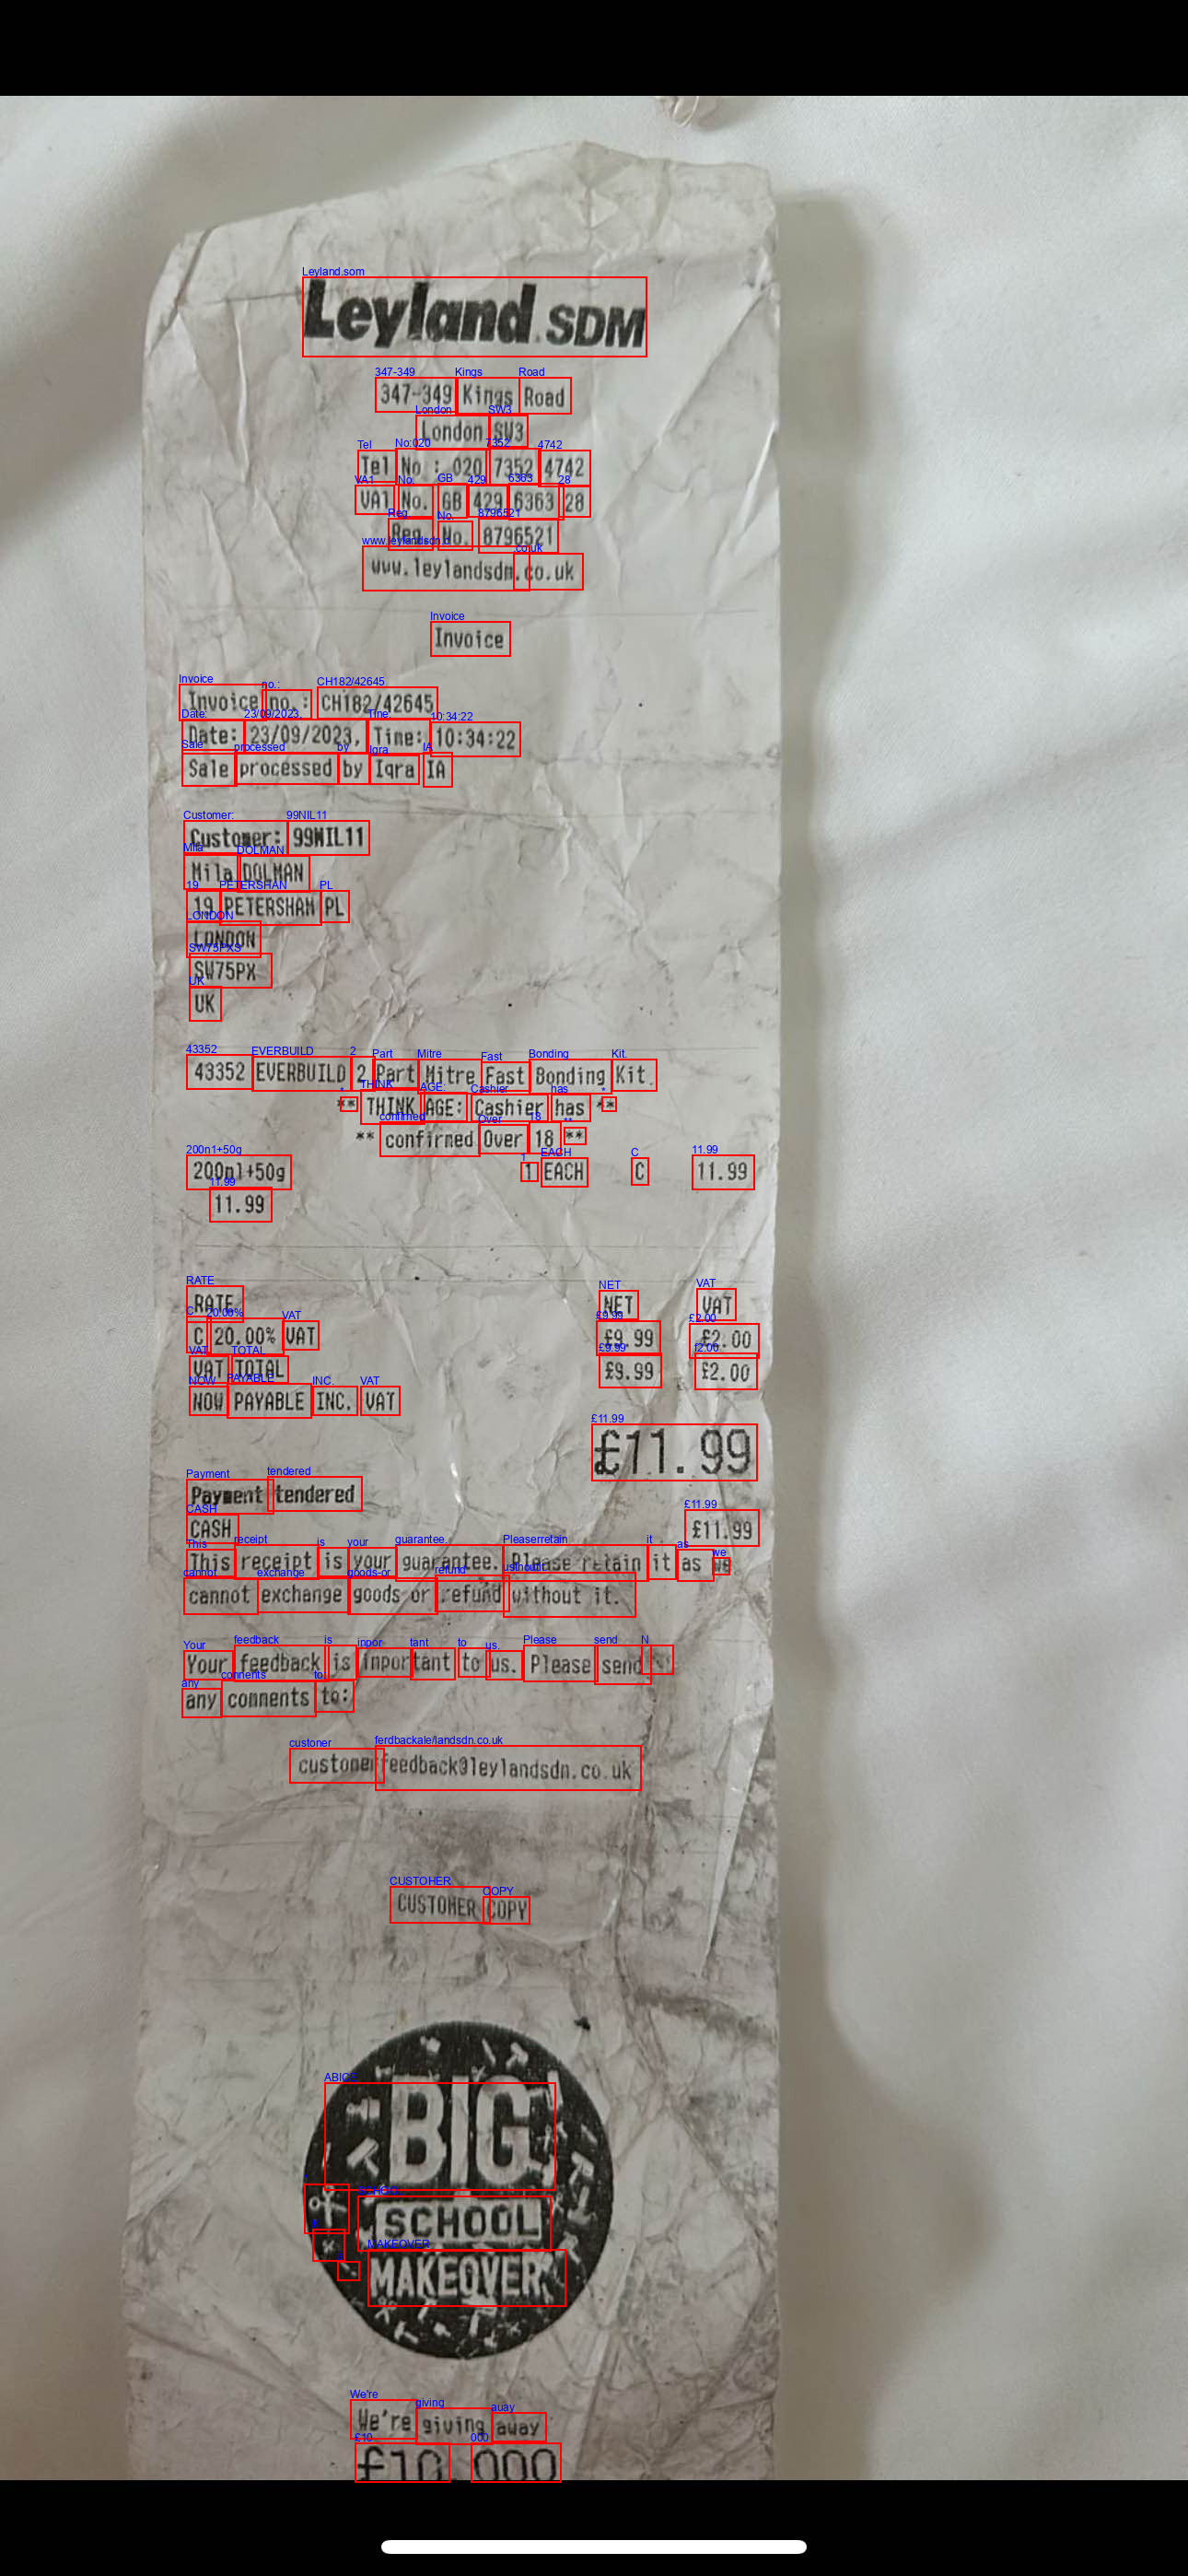 Leyland SDM
347-349 Kings Road
London SW3
Tel No : 020 7352 4742
VAT No. GB 429 6363 28
Reg. No. 8796521
www.leylandsdm.co.uk
Invoice
Invoice no.: CH182/42645
Date: 23/09/2023, Time: 10:34:22
Sale processed by Iqra IA
Customer: 99NIL11
Mila DOLMAN
19 PETERSHAM PL
LONDON
SW75PX
UK
43352 EVERBUILD 2 Part Mitre Fast Bonding Kit.
** THINK AGE: Cashier has **
** confirmed Over 18 **
200ml+50g 1 EACH C 11.99
11.99
RATE NET VAT
C 20.00% VAT £9.99 £2.00
VAT TOTAL £9.99 £2.00
NOW PAYABLE INC. VAT
£11.99
Payment tendered
CASH £11.99
This receipt is your guarantee. Please retain it as we
cannot exchange goods or refund without it.
Your feedback is important to us. Please send
any comments to:
customerfeedback@leylandsdm.co.uk
CUSTOMER COPY
BIG
SCHOOL
MAKEOVER
We're giving away
£10,000